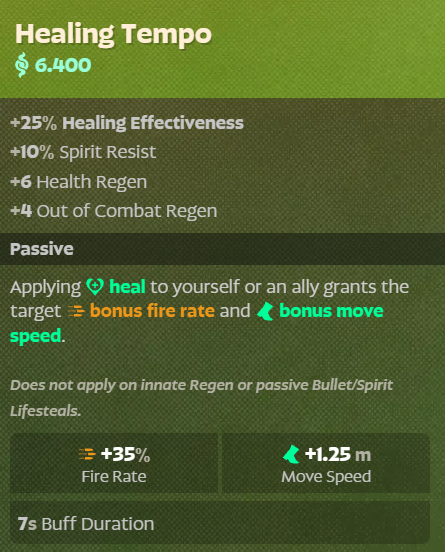 Healing Tempo
6.400
+25% Healing Effectiveness
+10% Spirit Resist
+6 Health Regen
+4 Out of Combat Regen
Passive
Applying heal to yourself or an ally grants the
target bonus fire rate and bonus move
speed.
Does not apply on innate Regen or passive Bullet/Spirit
Lifesteals.
+35%
Fire Rate
+1.25 m
Move Speed
7s Buff Duration